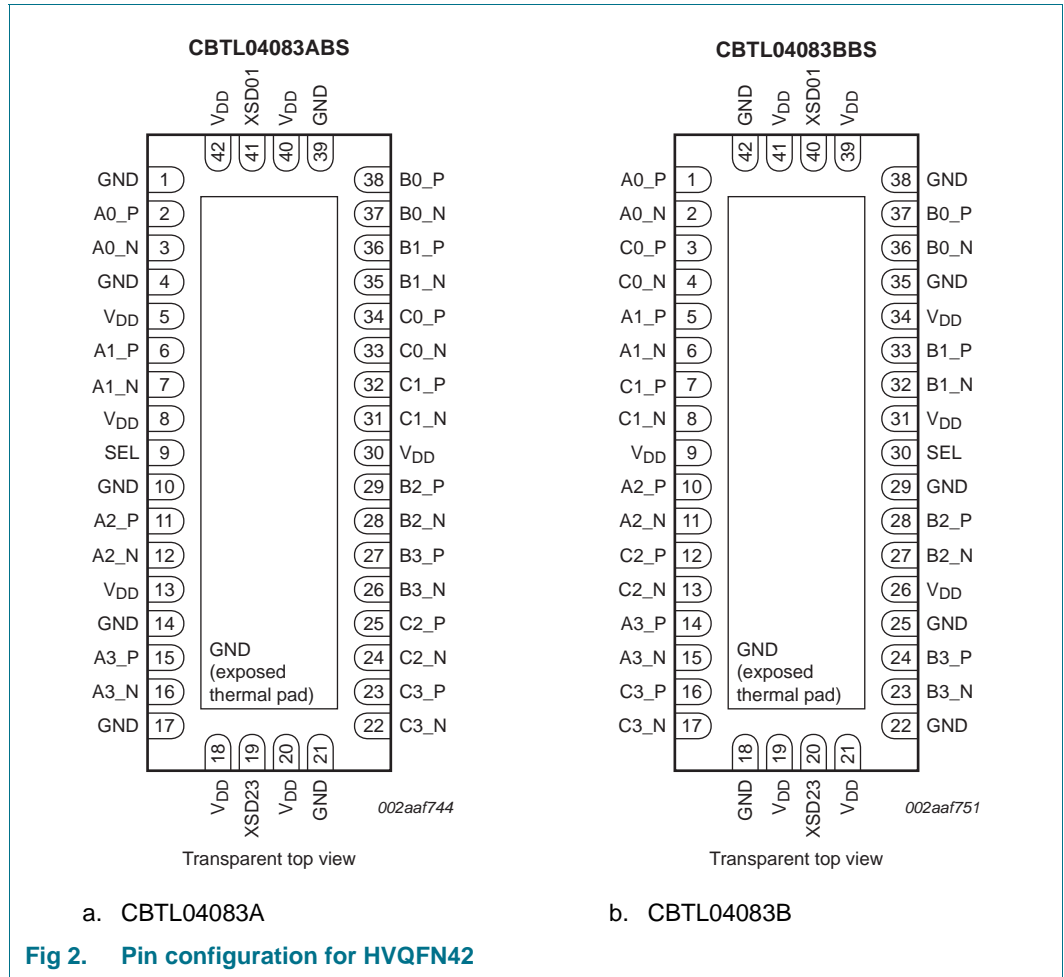 CBTL04083ABS
VDD XSD01 VDD GND
42 41 40 39
GND 1 38 B0_P
A0_P 2 37 B0_N
A0_N 3 36 B1_P
GND 4 35 B1_N
VDD 5 34 C0_P
A1_P 6 33 C0_N
A1_N 7 32 C1_P
VDD 8 31 C1_N
SEL 9 30 VDD
GND 10 29 B2_P
A2_P 11 28 B2_N
A2_N 12 27 B3_P
VDD 13 26 B3_N
GND 14 25 C2_P
A3_P 15 24 C2_N
A3_N 16 23 C3_P
GND 17 22 C3_N
GND
(exposed
thermal pad)
18 19 20 21
VDD XSD23 VDD GND
002aaf744
Transparent top view
a. CBTL04083A
CBTL04083BBS
GND VDD XSD01 VDD
42 41 40 39
A0_P 1 38 GND
A0_N 2 37 B0_P
C0_P 3 36 B0_N
C0_N 4 35 GND
A1_P 5 34 VDD
A1_N 6 33 B1_P
C1_P 7 32 B1_N
C1_N 8 31 VDD
VDD 9 30 SEL
A2_P 10 29 GND
A2_N 11 28 B2_P
C2_P 12 27 B2_N
C2_N 13 26 VDD
A3_P 14 25 GND
A3_N 15 24 B3_P
C3_P 16 23 B3_N
C3_N 17 22 GND
GND
(exposed
thermal pad)
18 19 20 21
GND VDD XSD23 VDD
002aaf751
Transparent top view
b. CBTL04083B
Fig 2. Pin configuration for HVQFN42